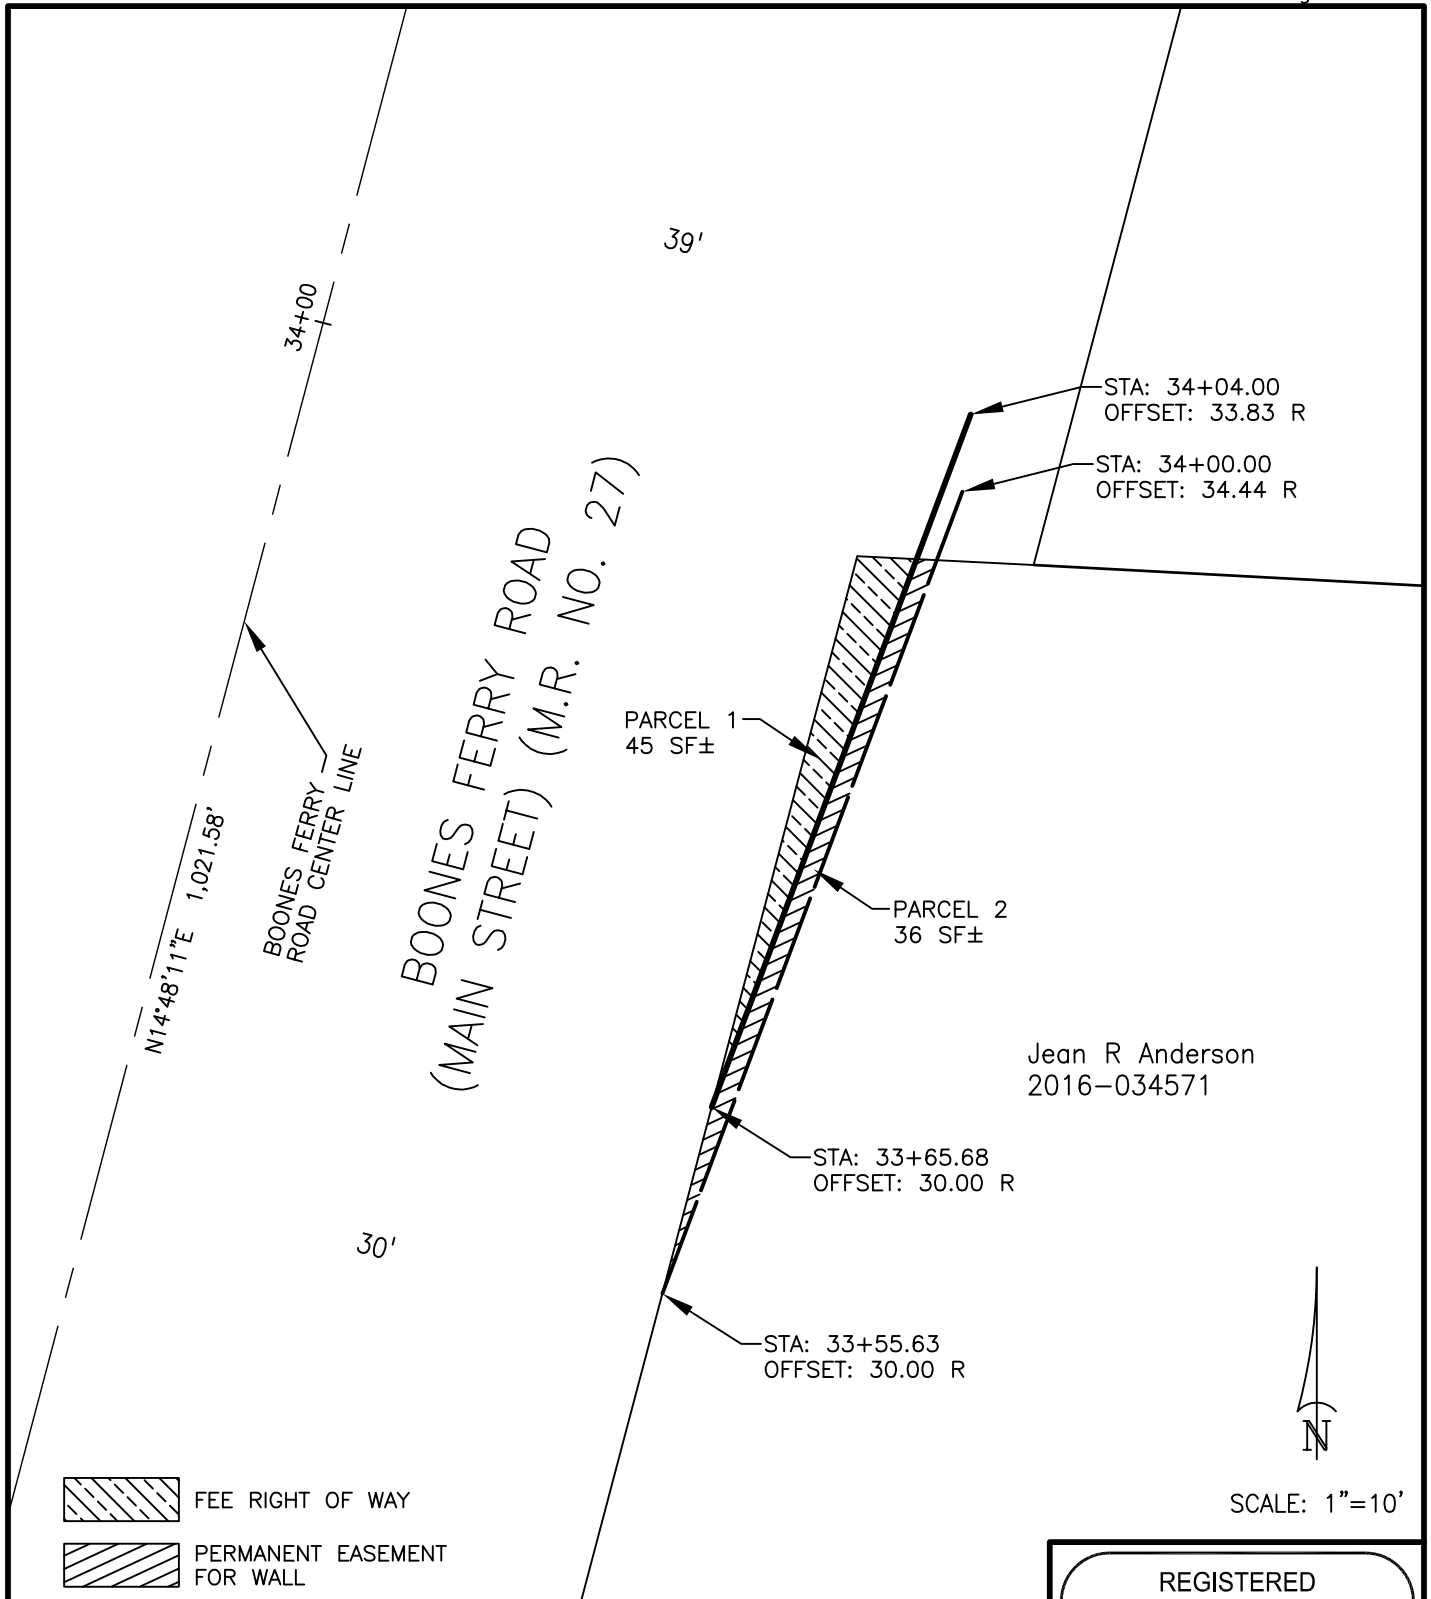 39'
34+00
STA: 34+04.00
OFFSET: 33.83 R
STA: 34+00.00
OFFSET: 34.44 R
BOONES FERRY ROAD
(MAIN STREET) (M.R. NO. 27)
PARCEL 1
45 SF±
BOONES FERRY
ROAD CENTER LINE
N14°48'11"E 1,021.58'
PARCEL 2
36 SF±
Jean R Anderson
2016-034571
STA: 33+65.68
OFFSET: 30.00 R
30'
STA: 33+55.63
OFFSET: 30.00 R
N
FEE RIGHT OF WAY
SCALE: 1"=10'
PERMANENT EASEMENT
FOR WALL
REGISTERED